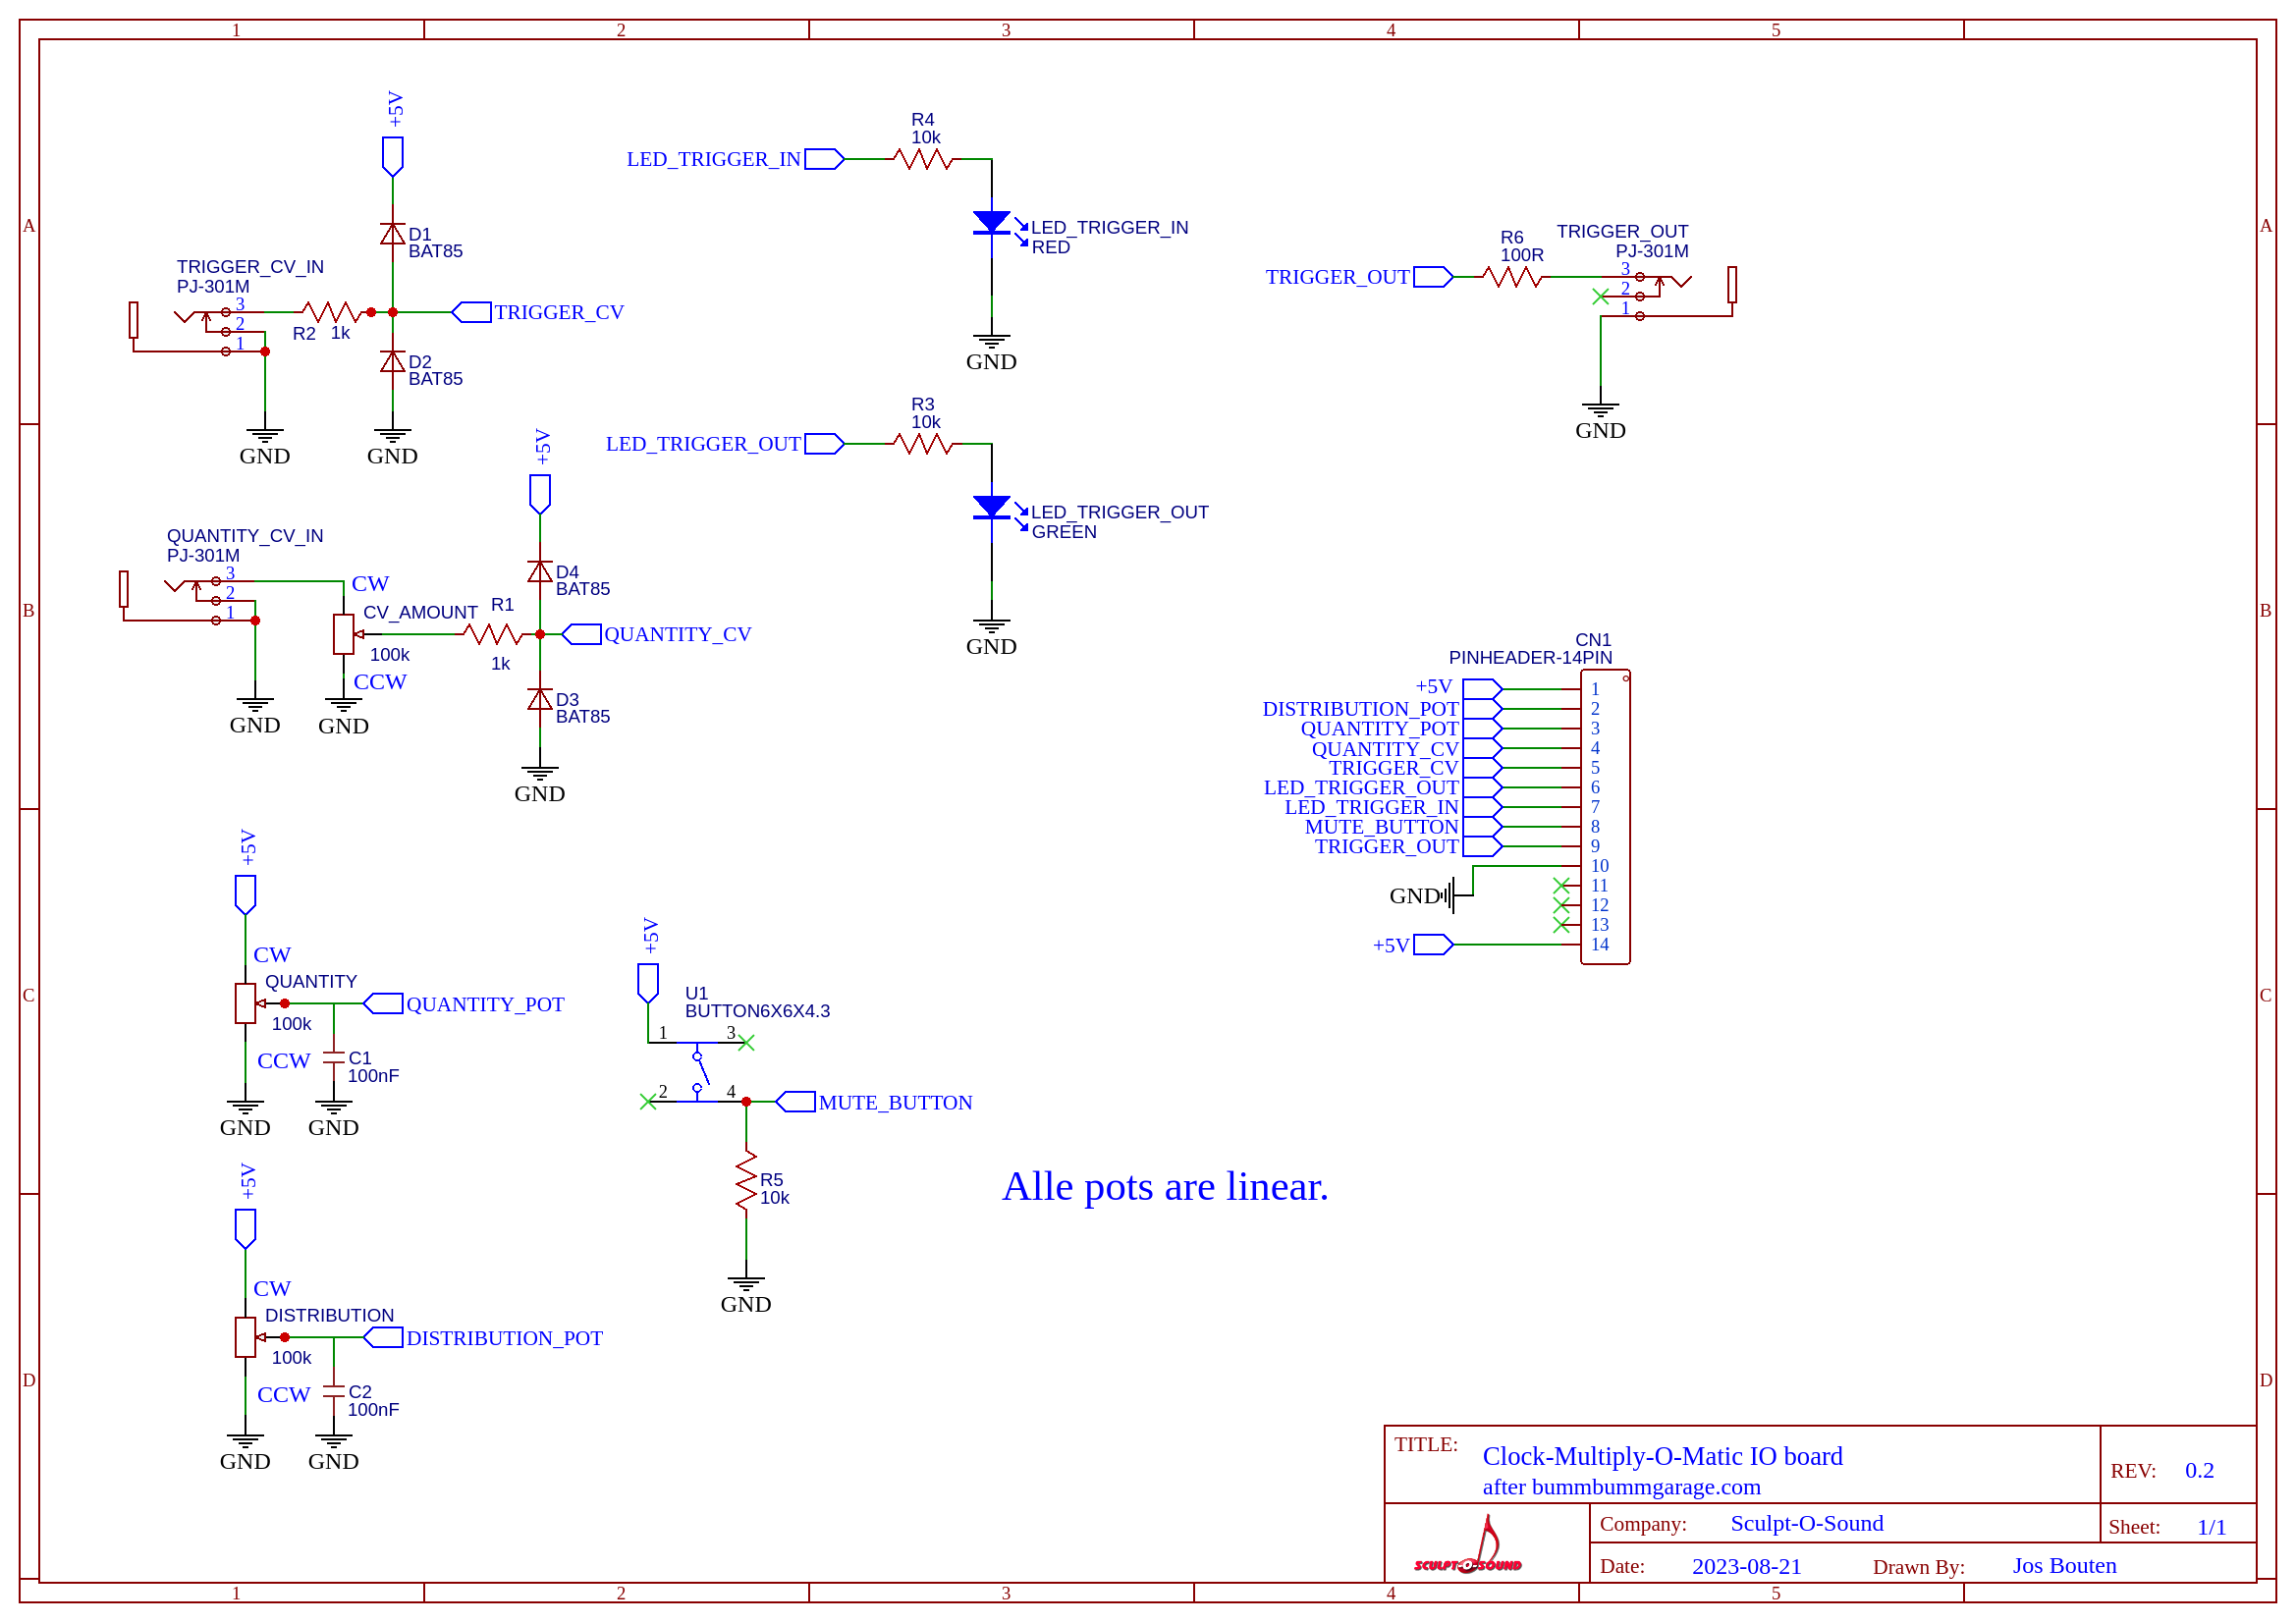 1 2 3 4 5
A A
B B
C C
D D
+5V
D1
BAT85
TRIGGER_CV_IN
PJ-301M
3
2
1
R2 1k
TRIGGER_CV
D2
BAT85
GND GND
LED_TRIGGER_IN
R4
10k
LED_TRIGGER_IN
RED
GND
TRIGGER_OUT
R6
100R
TRIGGER_OUT
PJ-301M
3
2
1
GND
LED_TRIGGER_OUT
R3
10k
LED_TRIGGER_OUT
GREEN
GND
+5V
QUANTITY_CV_IN
PJ-301M
3
2
1
CW
CV_AMOUNT
100k
CCW
R1
1k
D4
BAT85
QUANTITY_CV
D3
BAT85
GND GND
GND
CN1
PINHEADER-14PIN
+5V 1
DISTRIBUTION_POT 2
QUANTITY_POT 3
QUANTITY_CV 4
TRIGGER_CV 5
LED_TRIGGER_OUT 6
LED_TRIGGER_IN 7
MUTE_BUTTON 8
TRIGGER_OUT 9
10
GND 11
12
13
+5V 14
+5V
CW
QUANTITY
100k
CCW
QUANTITY_POT
C1
100nF
GND GND
+5V
U1
BUTTON6X6X4.3
1 3
2 4
MUTE_BUTTON
R5
10k
GND
Alle pots are linear.
+5V
CW
DISTRIBUTION
100k
CCW
DISTRIBUTION_POT
C2
100nF
GND GND
TITLE: Clock-Multiply-O-Matic IO board
after bummbummgarage.com
REV: 0.2
SCULPT-O-SOUND
Company: Sculpt-O-Sound
Sheet: 1/1
Date: 2023-08-21 Drawn By: Jos Bouten
1 2 3 4 5